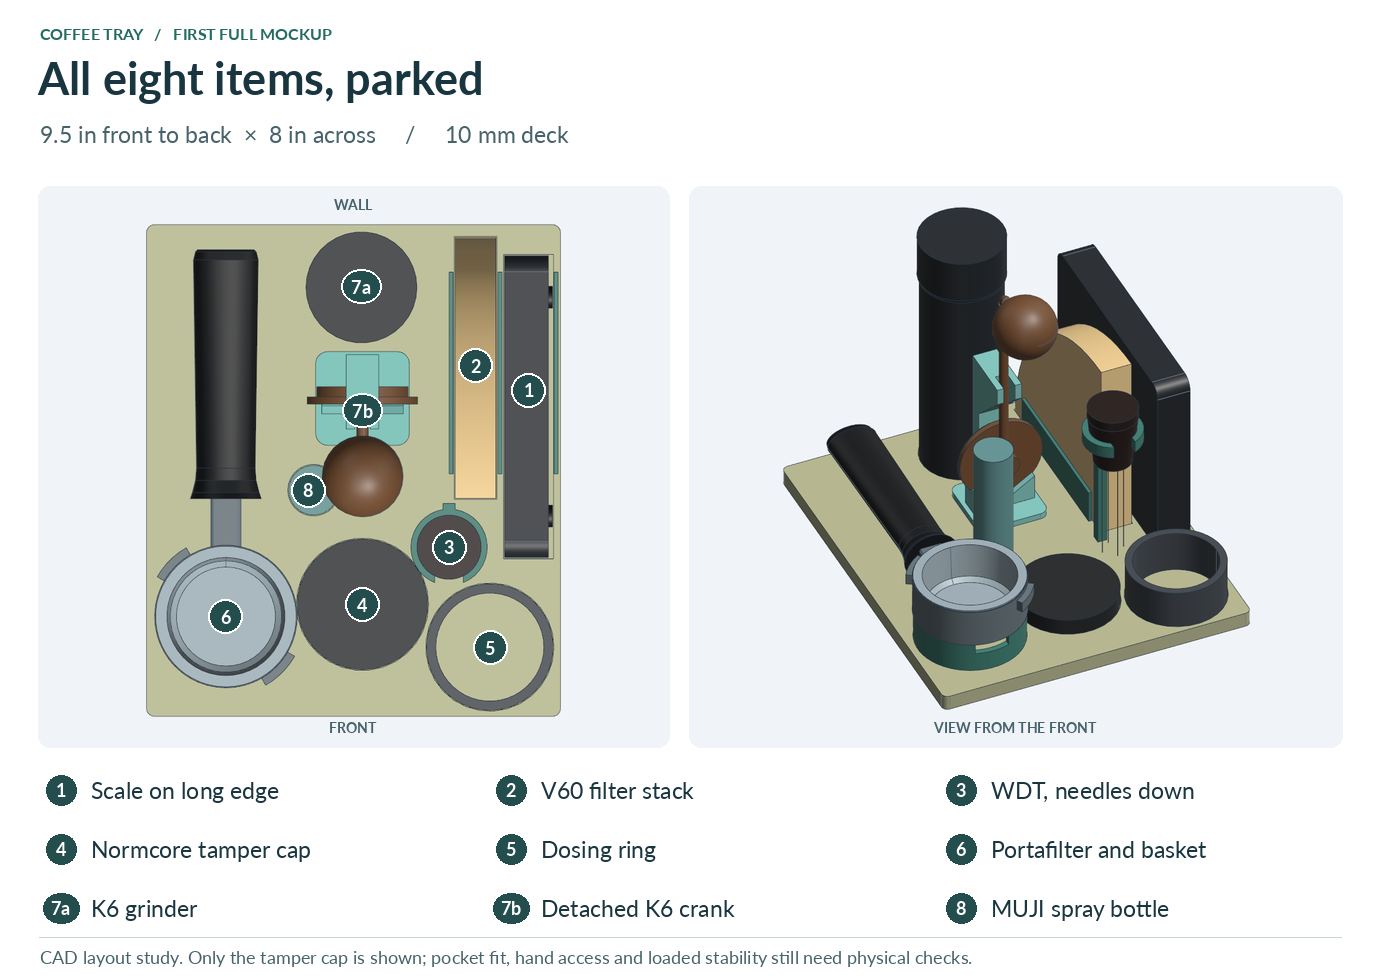 COFFEE TRAY / FIRST FULL MOCKUP
All eight items, parked
9.5 in front to back × 8 in across / 10 mm deck
WALL
7a
2
1
7b
8
3
4
6
5
FRONT
VIEW FROM THE FRONT
1 Scale on long edge
2 V60 filter stack
3 WDT, needles down
4 Normcore tamper cap
5 Dosing ring
6 Portafilter and basket
7a K6 grinder
7b Detached K6 crank
8 MUJI spray bottle
CAD layout study. Only the tamper cap is shown; pocket fit, hand access and loaded stability still need physical checks.